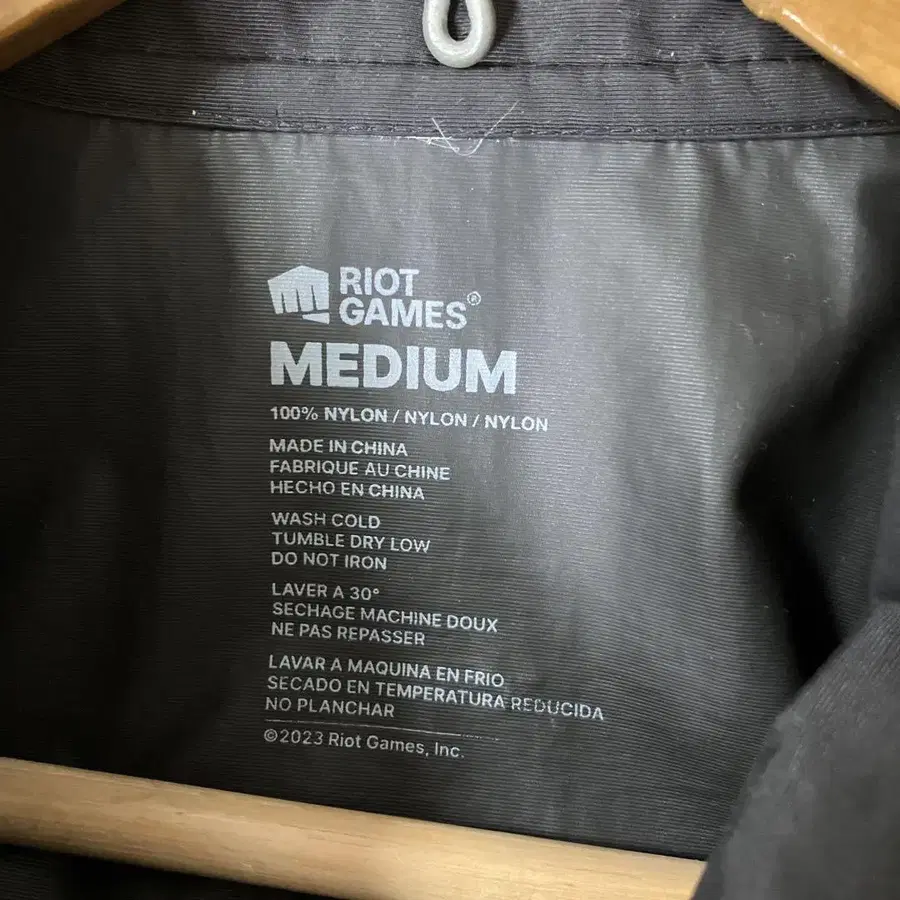 RIOT
GAMES®
MEDIUM
100% NYLON / NYLON / NYLON
MADE IN CHINA
FABRIQUE AU CHINE
HECHO EN CHINA
WASH COLD
TUMBLE DRY LOW
DO NOT IRON
LAVER A 30°
SECHAGE MACHINE DOUX
NE PAS REPASSER
LAVAR A MAQUINA EN FRIO
SECADO EN TEMPERATURA REDUCIDA
NO PLANCHAR
©2023 Riot Games, Inc.